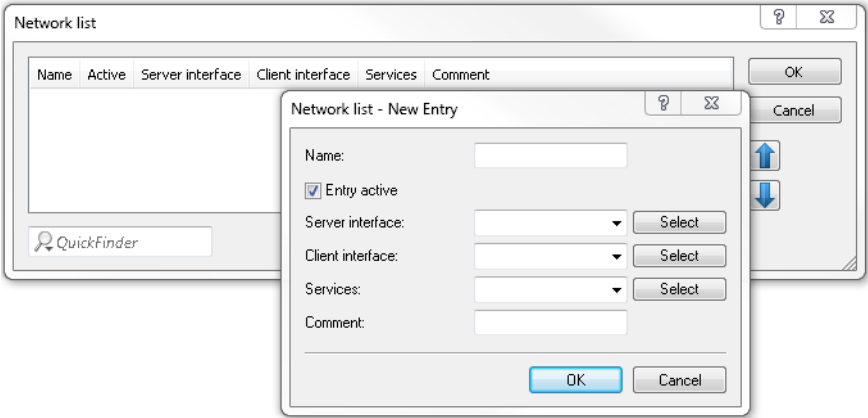 Network list
Name Active Server interface Client interface Services Comment
OK
Cancel
QuickFinder
Network list - New Entry
Name:
Entry active
Server interface: Select
Client interface: Select
Services: Select
Comment:
OK Cancel